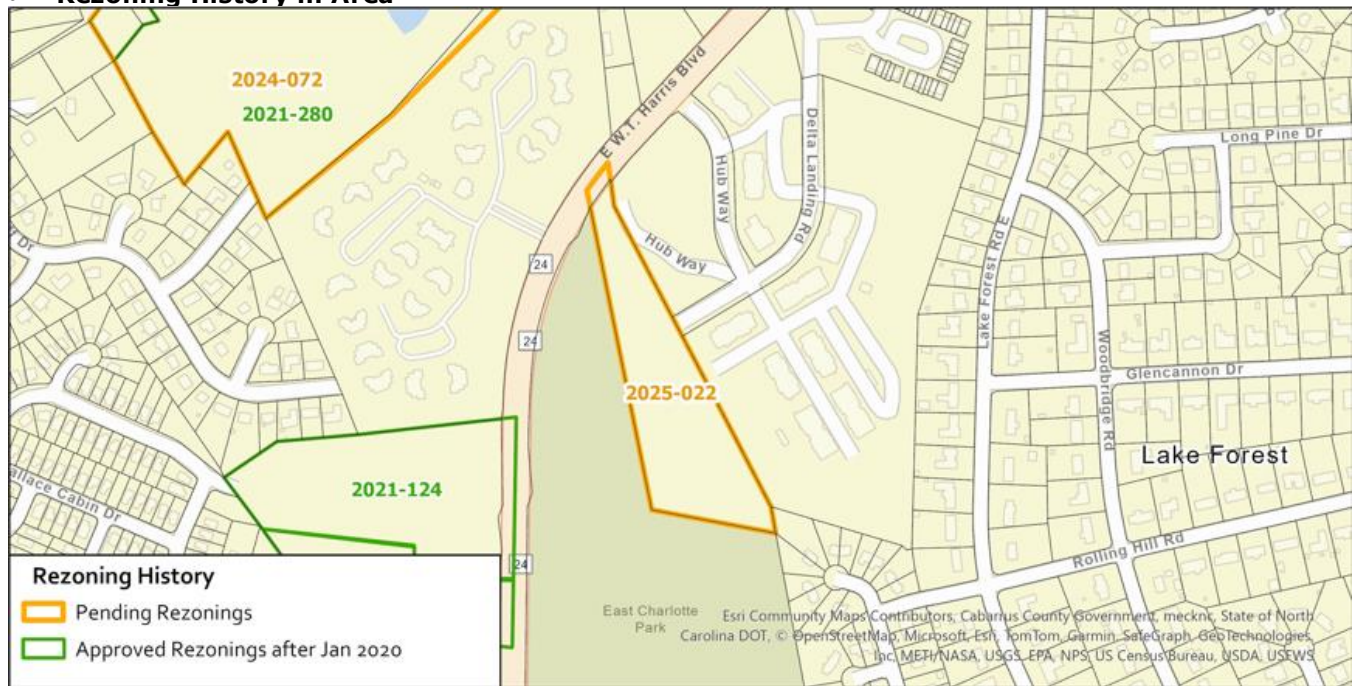 Rezoning History in Area
2024-072
2021-280
E W.T. Harris Blvd
Hub Way
Delta Landing Rd
Long Pine Dr
Lake Forest Rd E
24
Hub Way
24
2025-022
Woodbridge Rd
Glencannon Dr
Lake Forest
2021-124
24
Rolling Hill Rd
Rezoning History
Pending Rezonings
Approved Rezonings after Jan 2020
East Charlotte
Park
Esri Community Maps Contributors, Cabarrus County Government, mecknc, State of North
Carolina DOT, © OpenStreetMap, Microsoft, Esri, TomTom, Garmin, SafeGraph, GeoTechnologies,
Inc, METI/NASA, USGS, EPA, NPS, US Census Bureau, USDA, USFWS
Cabin Dr
Dr